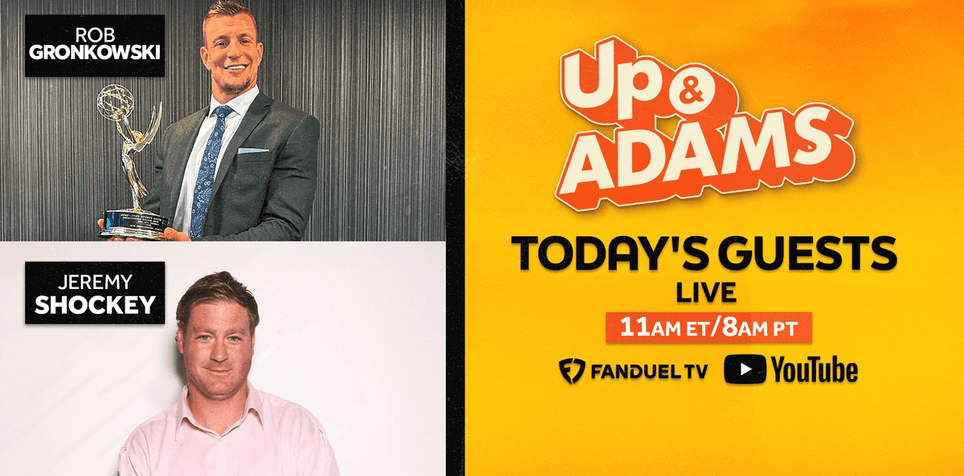 ROB
GRONKOWSKI
JEREMY
SHOCKEY
Up &
ADAMS
TODAY'S GUESTS
LIVE
11AM ET/8AM PT
FANDUEL TV
YouTube